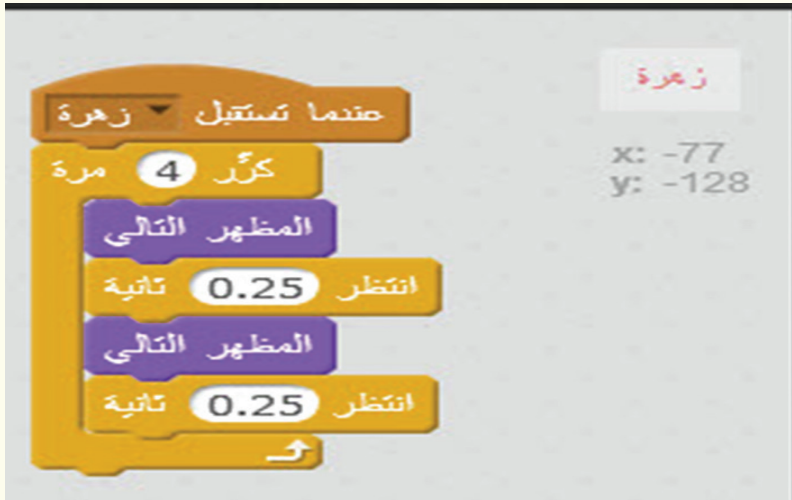 زهرة
عندما تستقبل زهرة
x: -77
y: -128
كرِّر 4 مرة
المظهر التالي
انتظر 0.25 ثانية
المظهر التالي
انتظر 0.25 ثانية